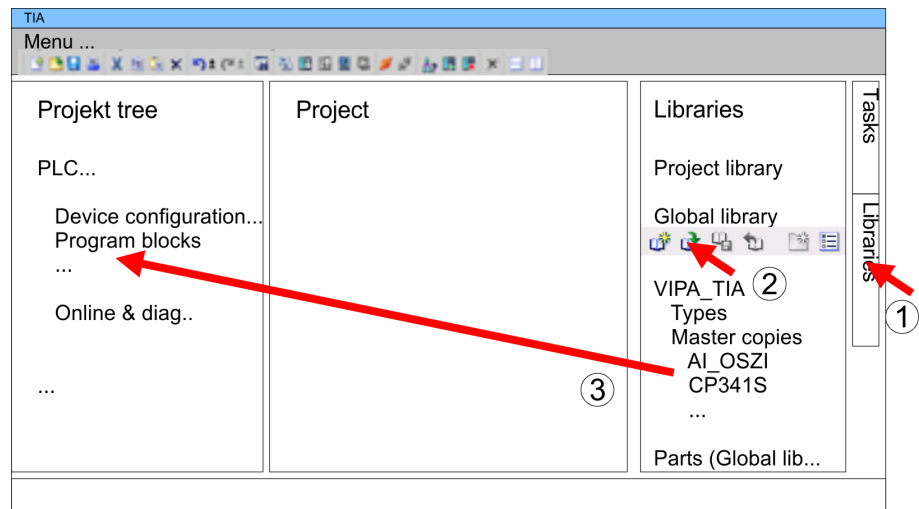 TIA
Menu ...
Projekt tree
PLC...
Device configuration...
Program blocks
...
Online & diag..
...
Project
3
Libraries
Project library
Global library
2
VIPA_TIA
Types
Master copies
AI_OSZI
CP341S
...
Parts (Global lib...
Tasks
Libraries
1